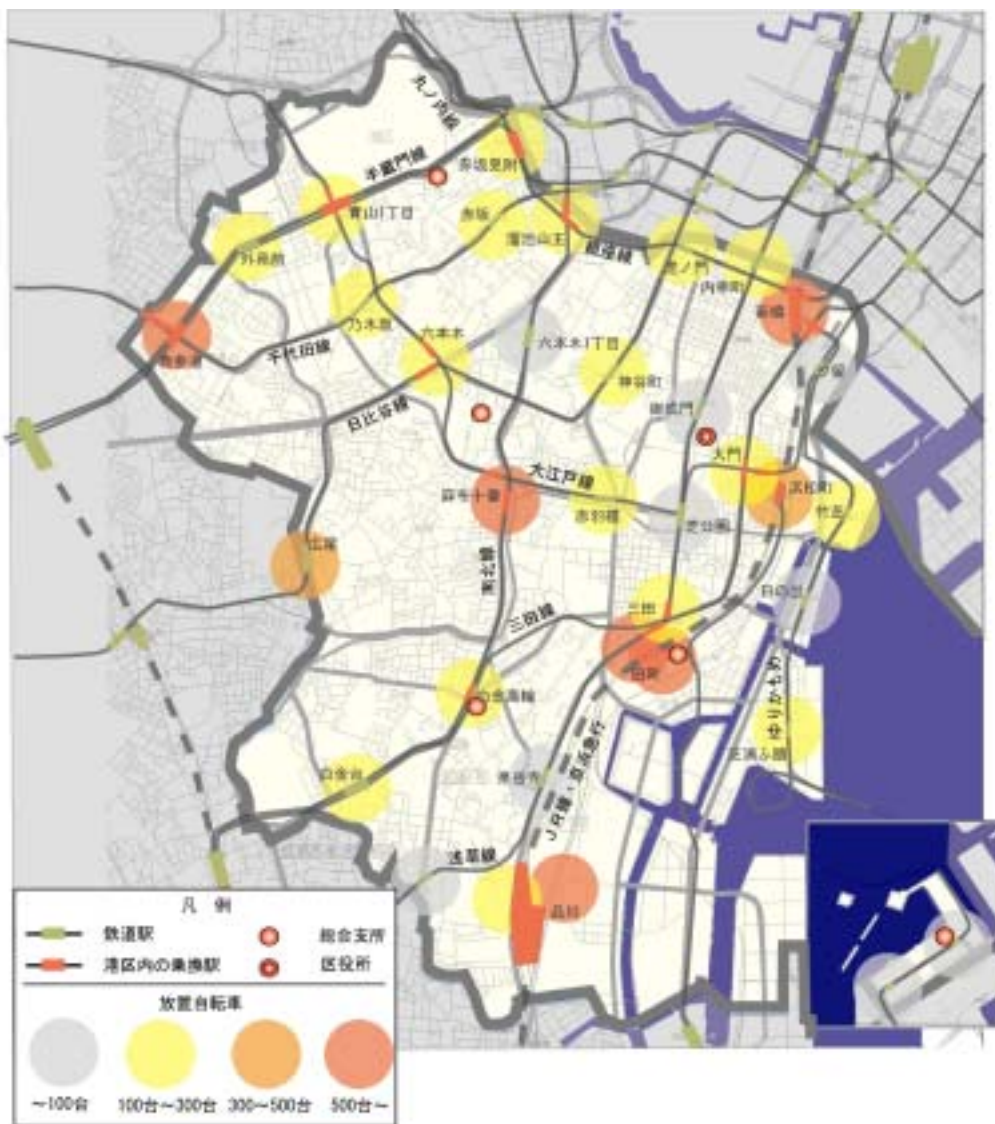 丸ノ内線
半蔵門線
赤坂見附
青山1丁目
赤坂
溜池山王
銀座線
外苑前
虎ノ門
内幸町
乃木坂
六本木
六本木1丁目
新橋
表参道
千代田線
神谷町
汐留
日比谷線
御成門
大門
大江戸線
浜松町
麻布十番
赤羽橋
竹芝
芝公園
広尾
南北線
日の出
三田線
三田
田町
白金高輪
ゆりかもめ
芝浦ふ頭
白金台
泉岳寺
JR線・京浜急行
浅草線
品川
凡 例
鉄道駅
総合支所
港区内の乗換駅
区役所
放置自転車
～100台
100台～300台
300～500台
500台～